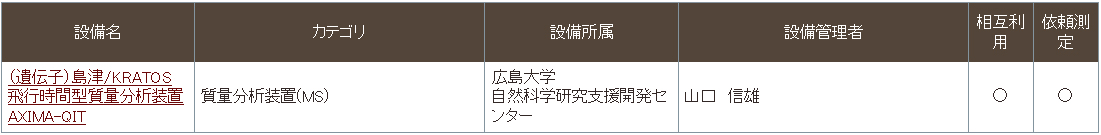 設備名
カテゴリ
設備所属
設備管理者
相互利
用
依頼測
定
(遺伝子)島津/KRATOS
飛行時間型質量分析装置
AXIMA-QIT
質量分析装置(MS)
広島大学
自然科学研究支援開発セ
ンター
山口　信雄
○
○